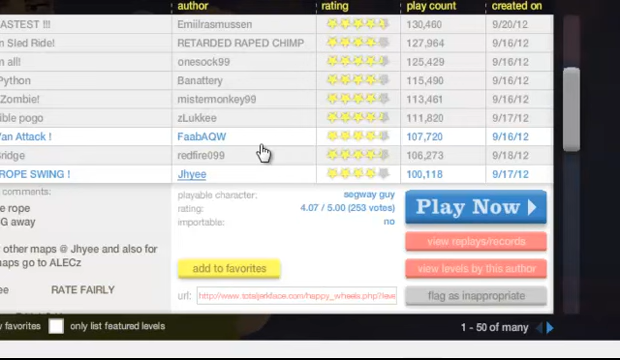 author rating play count created on
ASTEST !!! Emiilrasmussen 130,460 9/20/12
n Sled Ride! RETARDED RAPED CHIMP 127,964 9/16/12
m all! onesock99 125,429 9/16/12
Python Banattery 115,490 9/16/12
Zombie! mistermonkey99 113,461 9/16/12
ible pogo zLukkee 111,820 9/17/12
Van Attack ! FaabAQW 107,720 9/16/12
Bridge redfire099 106,273 9/18/12
ROPE SWING ! Jhyee 100,118 9/17/12
comments:
e rope
G away
other maps @ Jhyee and also for
maps go to ALECz
ee RATE FAIRLY
playable character: segway guy
rating: 4.07 / 5.00 (253 votes)
importable: no
add to favorites
url: http://www.totaljerkface.com/happy_wheels.php?leve
Play Now
view replays/records
view levels by this author
flag as inappropriate
favorites only list featured levels
1 - 50 of many